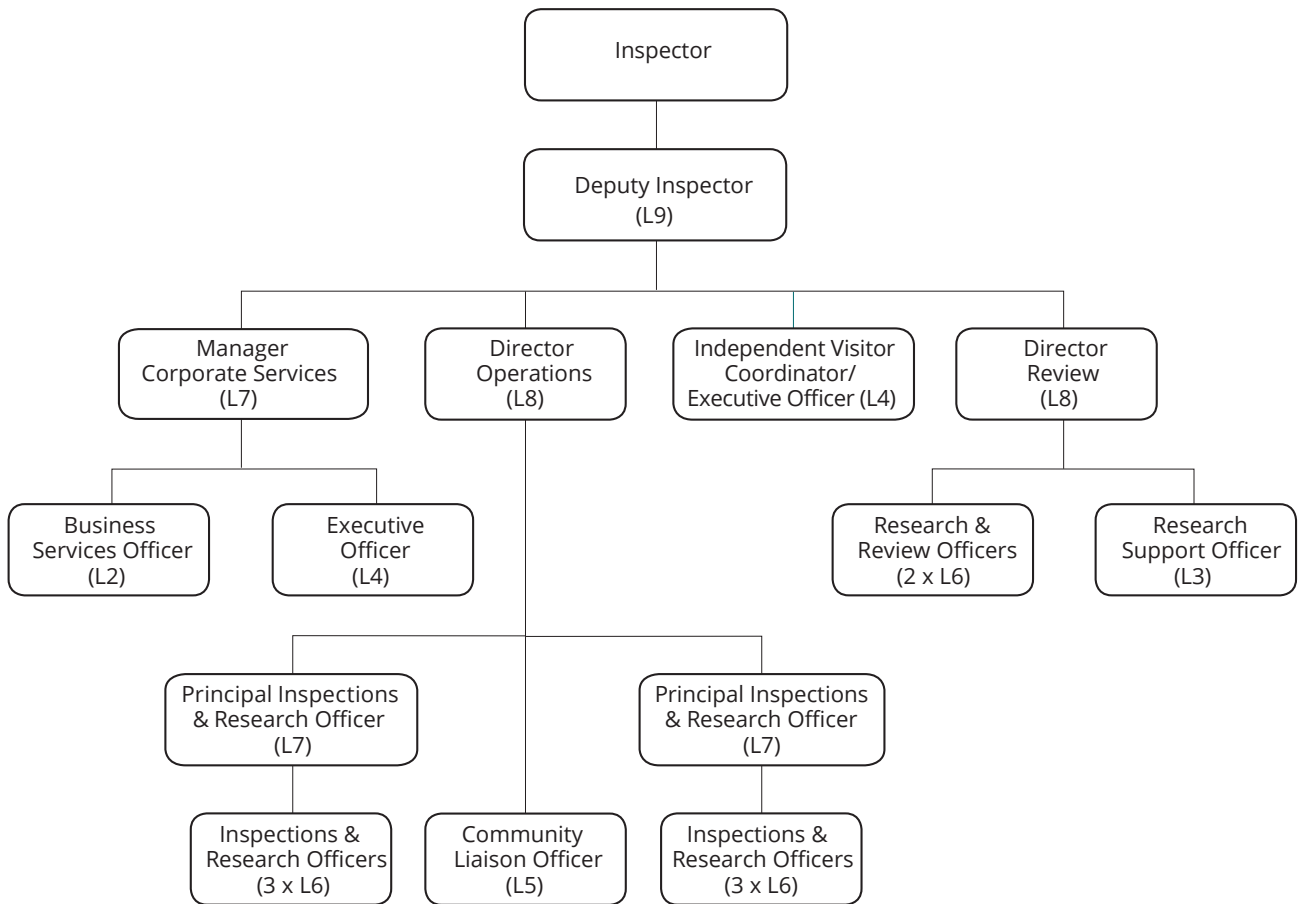 Inspector
Deputy Inspector
(L9)
Manager
Corporate Services
(L7)
Director
Operations
(L8)
Independent Visitor
Coordinator/
Executive Officer (L4)
Director
Review
(L8)
Business
Services Officer
(L2)
Executive
Officer
(L4)
Research &
Review Officers
(2 x L6)
Research
Support Officer
(L3)
Principal Inspections
& Research Officer
(L7)
Principal Inspections
& Research Officer
(L7)
Inspections &
Research Officers
(3 x L6)
Community
Liaison Officer
(L5)
Inspections &
Research Officers
(3 x L6)